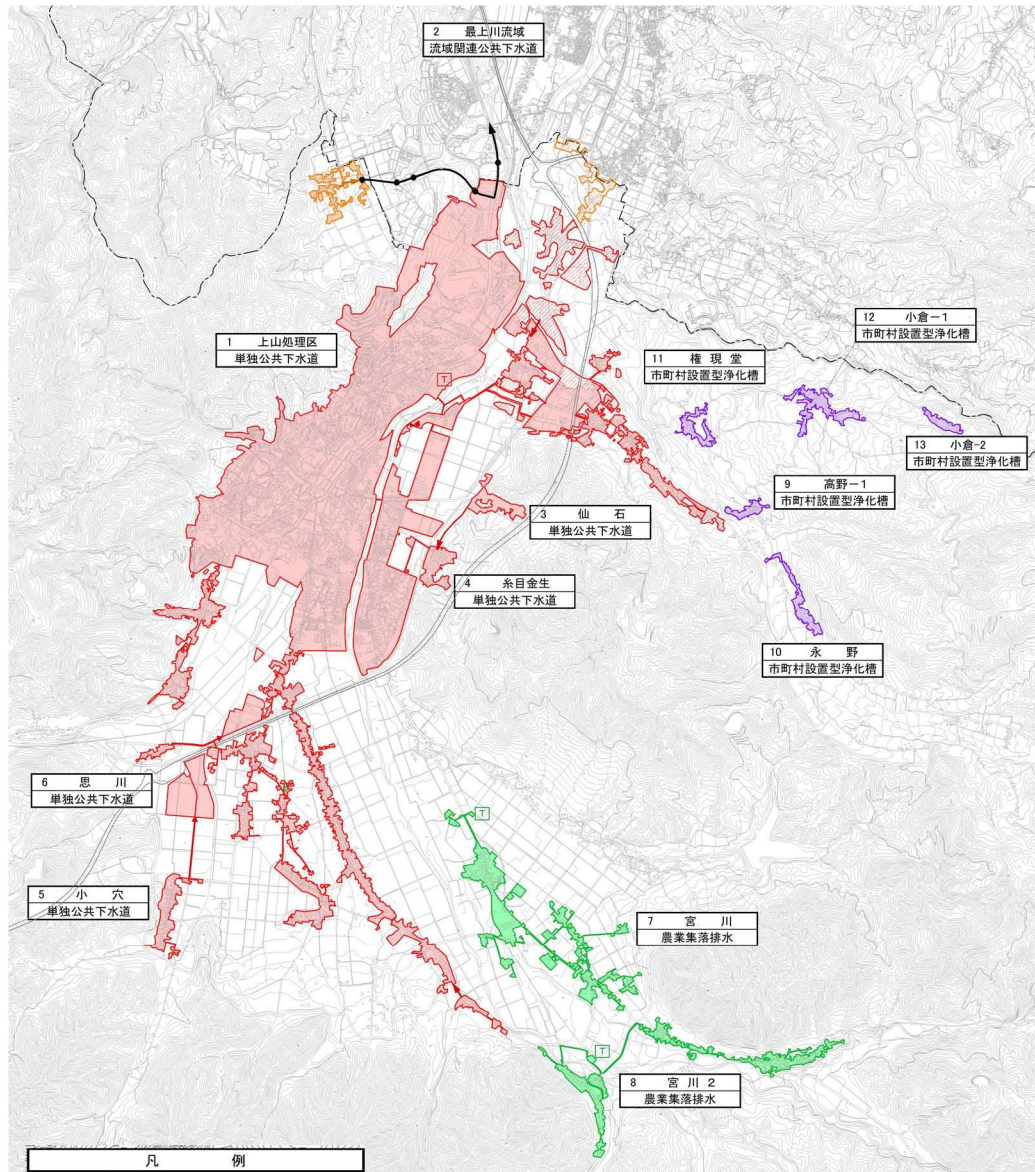 2 最上川流域
流域関連公共下水道
1 上山処理区
単独公共下水道
T
12 小倉－1
市町村設置型浄化槽
11 権現堂
市町村設置型浄化槽
13 小倉-2
市町村設置型浄化槽
9 高野－1
市町村設置型浄化槽
3 仙石
単独公共下水道
4 糸目金生
単独公共下水道
10 永野
市町村設置型浄化槽
6 思川
単独公共下水道
T
5 小穴
単独公共下水道
7 宮川
農業集落排水
T
8 宮川2
農業集落排水
凡例